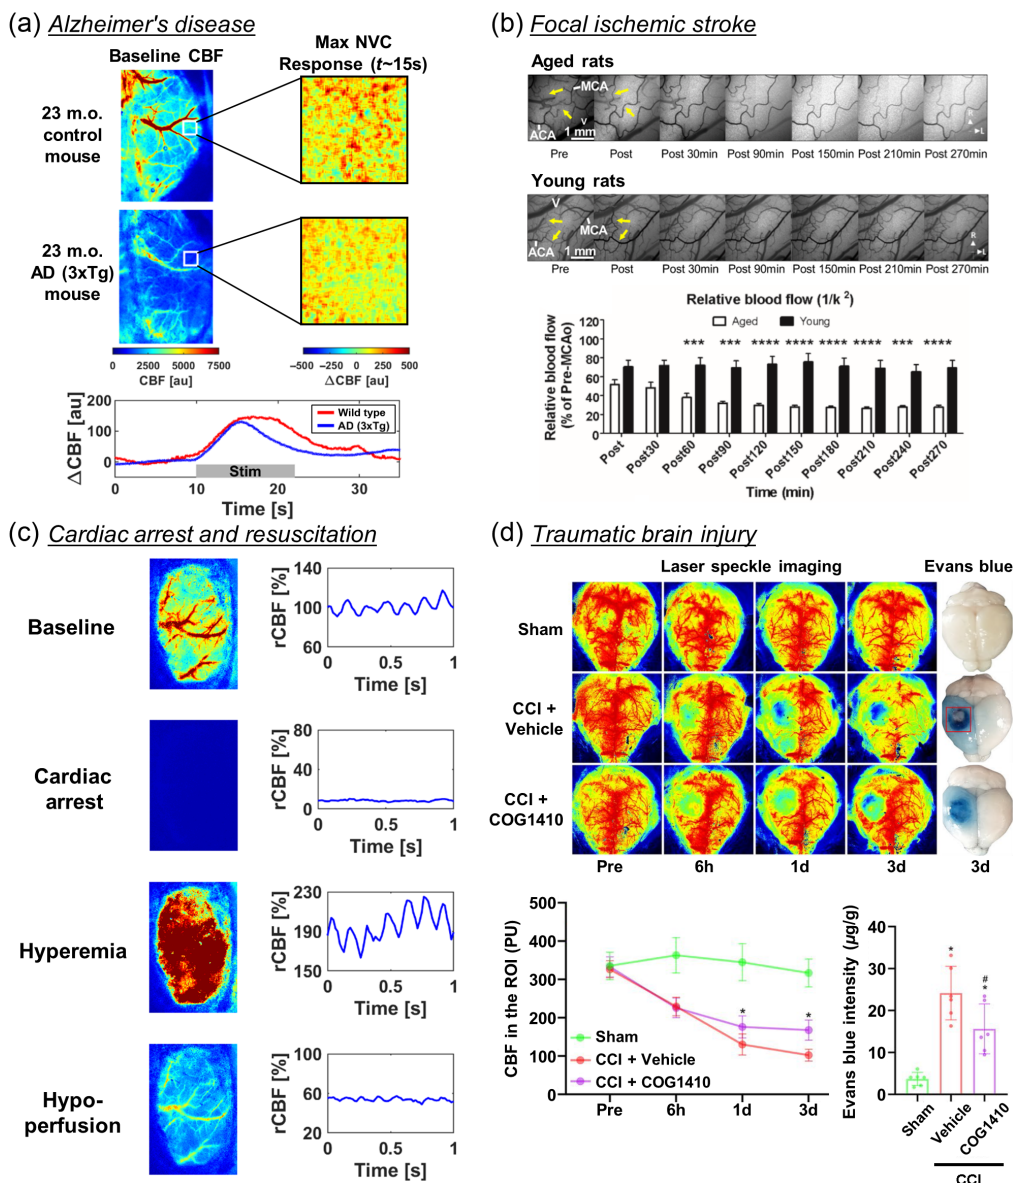 (a) Alzheimer's disease
Baseline CBF
Max NVC
Response (t~15s)
23 m.o.
control
mouse
23 m.o.
AD (3xTg)
mouse
0 2500 5000 7500
CBF [au]
−500 −250 0 250 500
ΔCBF [au]
200
100
0
ΔCBF [au]
Wild type
AD (3xTg)
Stim
0 10 20 30
Time [s]
(b) Focal ischemic stroke
Aged rats
MCA
ACA
V
1 mm
L
Pre Post Post 30min Post 90min Post 150min Post 210min Post 270min
Young rats
V
MCA
ACA
1 mm
R
L
Pre Post Post 30min Post 90min Post 150min Post 210min Post 270min
Relative blood flow (1/k 2)
Aged Young
Relative blood flow
(% of Pre-MCAo)
120
100
80
60
40
20
0
*** *** **** **** **** **** *** ****
Post Post30 Post60 Post90 Post120 Post150 Post180 Post210 Post240 Post270
Time (min)
(c) Cardiac arrest and resuscitation
Baseline
rCBF [%]
140
100
60
0 0.5 1
Time [s]
Cardiac
arrest
rCBF [%]
80
40
0
0 0.5 1
Time [s]
Hyperemia
rCBF [%]
230
190
150
0 0.5 1
Time [s]
Hypo-
perfusion
rCBF [%]
100
60
20
0 0.5 1
Time [s]
(d) Traumatic brain injury
Laser speckle imaging Evans blue
Sham
CCI +
Vehicle
CCI +
COG1410
Pre 6h 1d 3d 3d
CBF in the ROI (PU)
500
400
300
200
100
0
* *
Sham
CCI + Vehicle
CCI + COG1410
Pre 6h 1d 3d
Evans blue intensity (µg/g)
40
30
20
10
0
*
#
*
Sham Vehicle COG1410
CCI